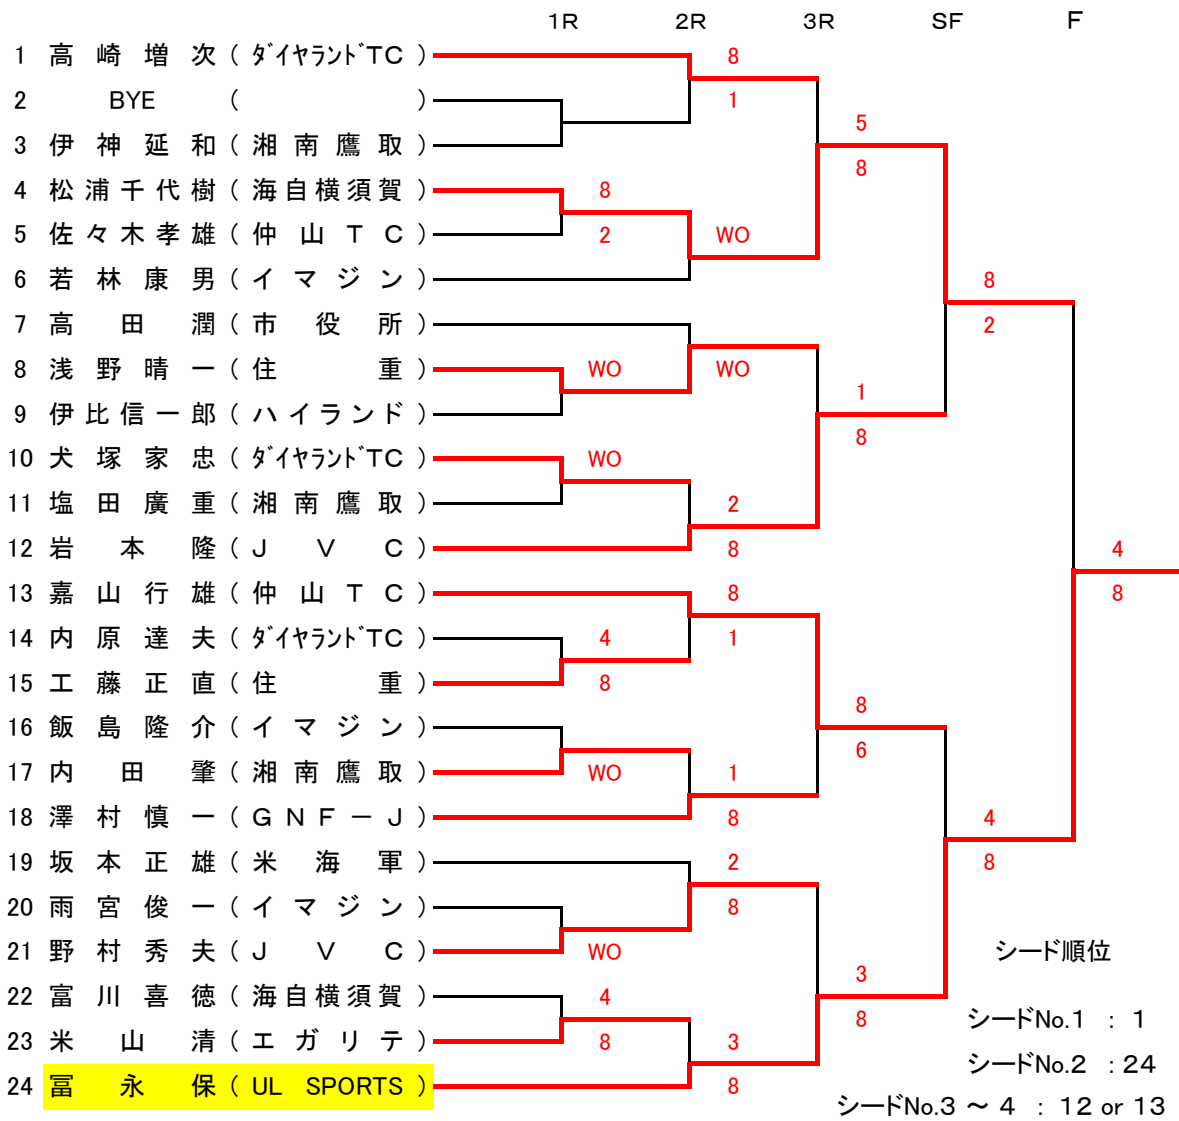 1R 2R 3R SF F
1 高崎増次(ダイヤランドTC) 8
2 BYE ( ) 1
5
3 伊神延和(湘南鷹取)
8
4 松浦千代樹(海自横須賀) 8
5 佐々木孝雄(仲山TC) 2 WO
6 若林康男(イマジン) 8
7 高田潤(市役所) 2
8 浅野晴一(住重) WO WO
1
9 伊比信一郎(ハイランド)
8
10 犬塚家忠(ダイヤランドTC) WO
11 塩田廣重(湘南鷹取) 2
12 岩本隆(JVC) 8 4
13 嘉山行雄(仲山TC) 8 8
14 内原達夫(ダイヤランドTC) 4 1
15 工藤正直(住重) 8
8
16 飯島隆介(イマジン)
6
17 内田肇(湘南鷹取) WO 1
18 澤村慎一(GNF-J) 8 4
19 坂本正雄(米海軍) 2 8
20 雨宮俊一(イマジン) 8
21 野村秀夫(JVC) WO シード順位
3
22 富川喜徳(海自横須賀) 4
8 シードNo.1 : 1
23 米山清(エガリテ) 8 3
シードNo.2 : 24
24 冨永保(UL SPORTS) 8
シードNo.3 ~ 4 : 12 or 13